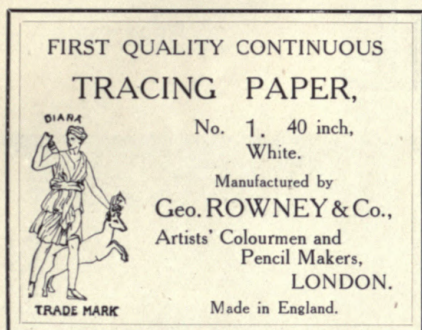 FIRST QUALITY CONTINUOUS
TRACING PAPER,
DIANA
No. 1. 40 inch,
White.
Manufactured by
Geo. ROWNEY & Co.,
Artists' Colourmen and
Pencil Makers,
LONDON.
TRADE MARK
Made in England.